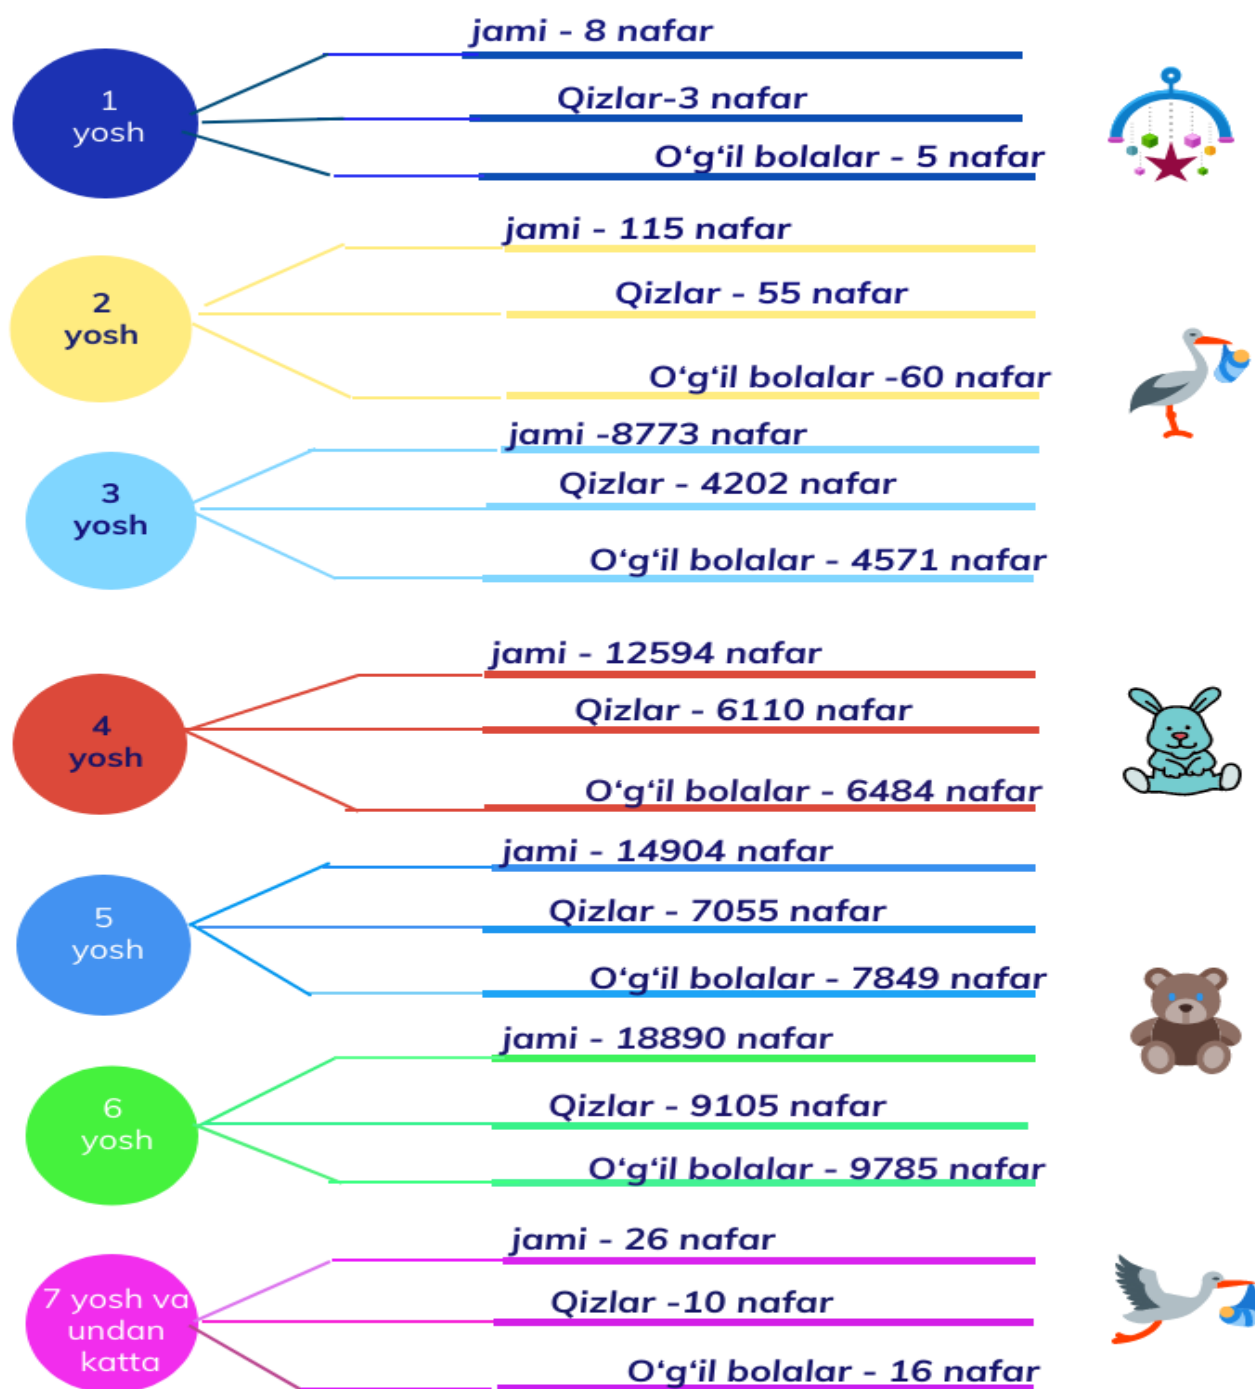 1
yosh
jami - 8 nafar
Qizlar-3 nafar
O‘g‘il bolalar - 5 nafar
2
yosh
jami - 115 nafar
Qizlar - 55 nafar
O‘g‘il bolalar -60 nafar
3
yosh
jami -8773 nafar
Qizlar - 4202 nafar
O‘g‘il bolalar - 4571 nafar
4
yosh
jami - 12594 nafar
Qizlar - 6110 nafar
O‘g‘il bolalar - 6484 nafar
5
yosh
jami - 14904 nafar
Qizlar - 7055 nafar
O‘g‘il bolalar - 7849 nafar
6
yosh
jami - 18890 nafar
Qizlar - 9105 nafar
O‘g‘il bolalar - 9785 nafar
7 yosh va
undan
katta
jami - 26 nafar
Qizlar -10 nafar
O‘g‘il bolalar - 16 nafar